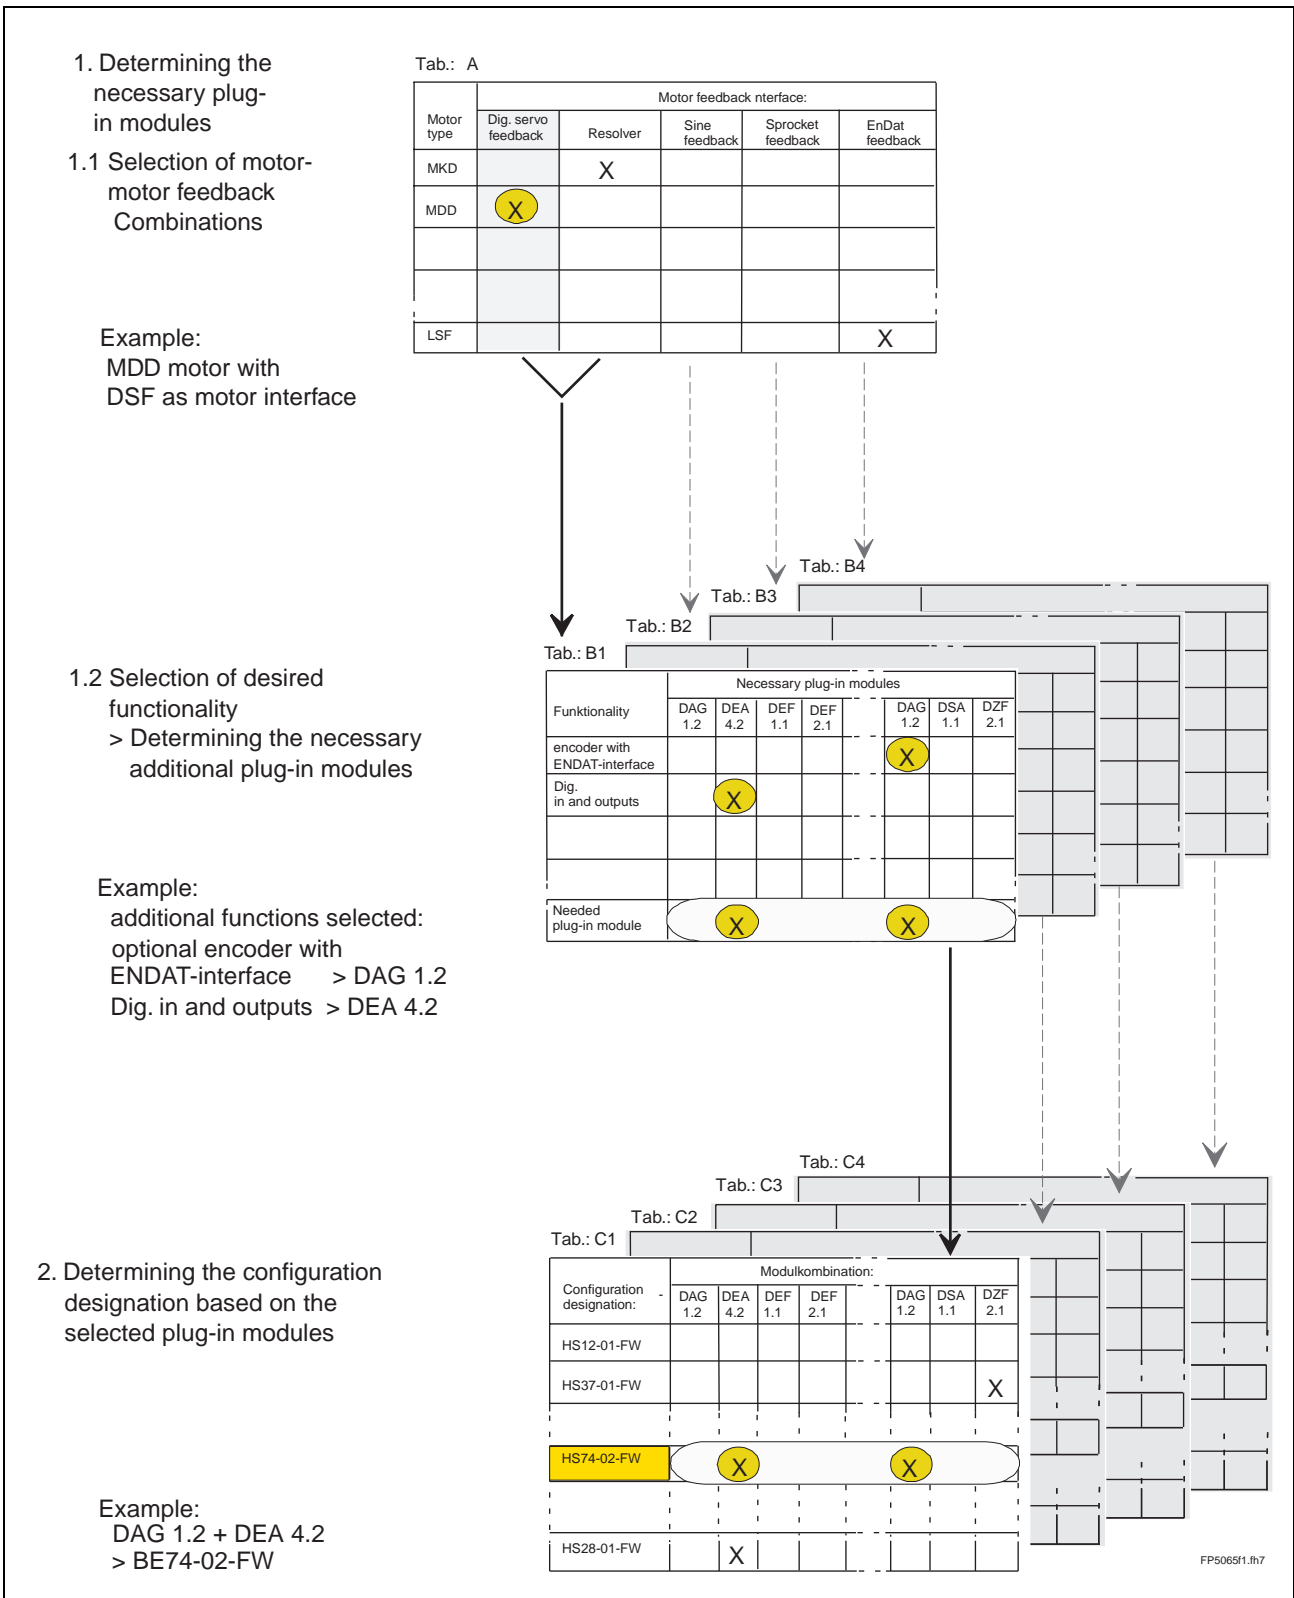 1. Determining the
necessary plug-
in modules
1.1 Selection of motor-
motor feedback
Combinations
Example:
MDD motor with
DSF as motor interface
Tab.: A
Motor feedback nterface:
Motor
type
Dig. servo
feedback
Resolver
Sine
feedback
Sprocket
feedback
EnDat
feedback
MKD
X
MDD
X
LSF
X
Tab.: B4
Tab.: B3
Tab.: B2
Tab.: B1
1.2 Selection of desired
functionality
> Determining the necessary
additional plug-in modules
Example:
additional functions selected:
optional encoder with
ENDAT-interface > DAG 1.2
Dig. in and outputs > DEA 4.2
Necessary plug-in modules
Funktionality
DAG
1.2
DEA
4.2
DEF
1.1
DEF
2.1
DAG
1.2
DSA
1.1
DZF
2.1
encoder with
ENDAT-interface
X
Dig.
in and outputs
X
Needed
plug-in module
X
X
Tab.: C4
Tab.: C3
Tab.: C2
Tab.: C1
2. Determining the configuration
designation based on the
selected plug-in modules
Example:
DAG 1.2 + DEA 4.2
> BE74-02-FW
Modulkombination:
Configuration -
designation:
DAG
1.2
DEA
4.2
DEF
1.1
DEF
2.1
DAG
1.2
DSA
1.1
DZF
2.1
HS12-01-FW
HS37-01-FW
X
HS74-02-FW
X
X
HS28-01-FW
X
FP5065f1.fh7